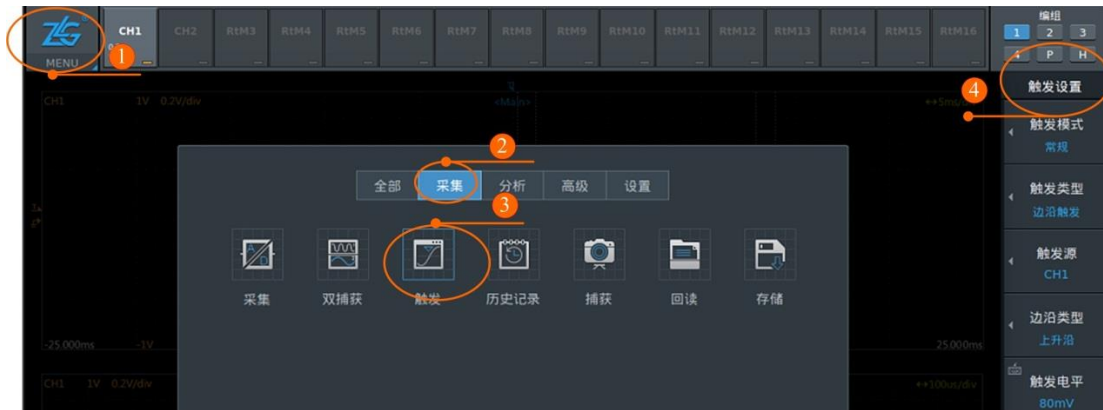 ZLG
MENU
CH1
CH2
RtM3
RtM4
RtM5
RtM6
RtM7
RtM8
RtM9
RtM10
RtM11
RtM12
RtM13
RtM14
RtM15
RtM16
编组
1 2 3
4 P H
1
CH1 1V 0.2V/div
<Main>
4
触发设置
触发模式
常规
2
全部 采集 分析 高级 设置
3
触发类型
边沿触发
采集 双捕获 触发 历史记录 捕获 回读 存储
触发源
CH1
边沿类型
上升沿
-25.000ms -1V 25.000ms
CH1 1V 0.2V/div ↔100us/div
触发电平
80mV